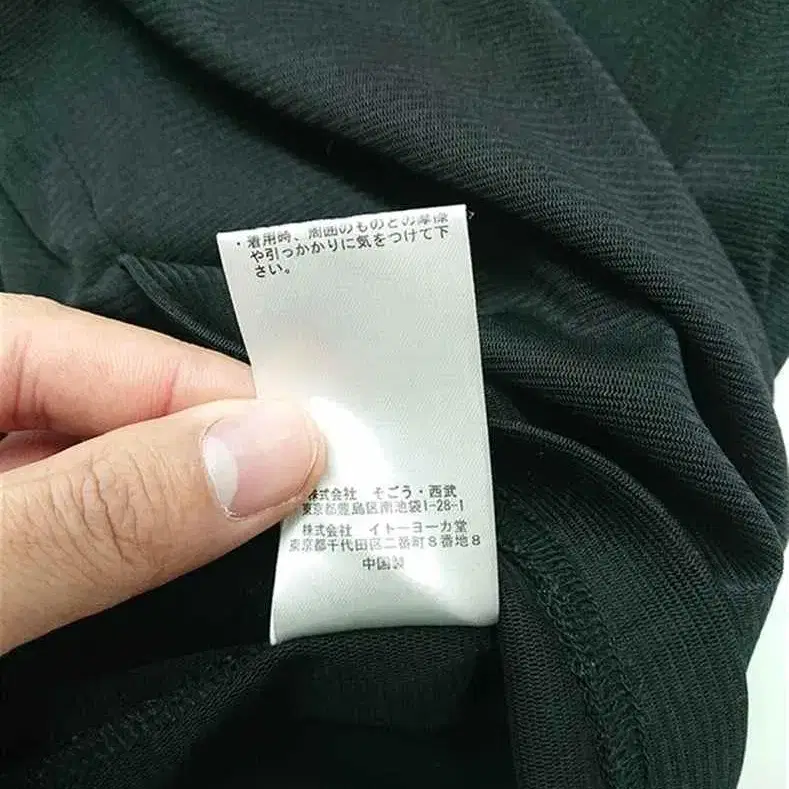 ・着用時、周囲のものとの摩擦
や引っかかりに気をつけて下
さい。
株式会社 そごう・西武
東京都豊島区南池袋1-28-1
株式会社 イトーヨーカ堂
東京都千代田区二番町8番地8
中国製